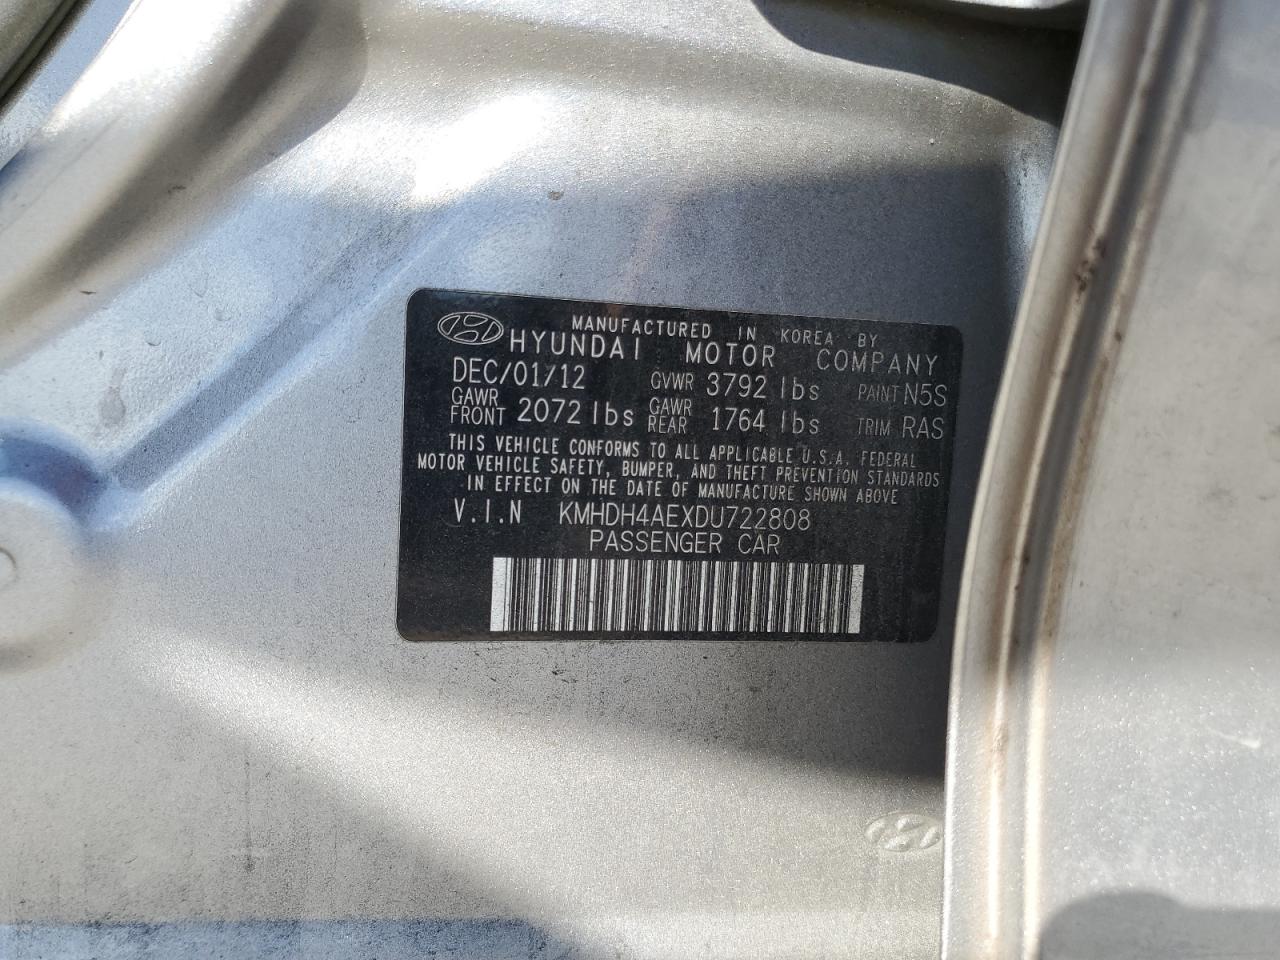 MANUFACTURED IN KOREA BY
HYUNDAI MOTOR COMPANY
DEC/01/12 GVWR 3792 lbs PAINT N5S
GAWR FRONT 2072 lbs GAWR REAR 1764 lbs TRIM RAS
THIS VEHICLE CONFORMS TO ALL APPLICABLE U.S.A. FEDERAL
MOTOR VEHICLE SAFETY, BUMPER, AND THEFT PREVENTION STANDARDS
IN EFFECT ON THE DATE OF MANUFACTURE SHOWN ABOVE
V.I.N KMHDH4AEXDU722808
PASSENGER CAR